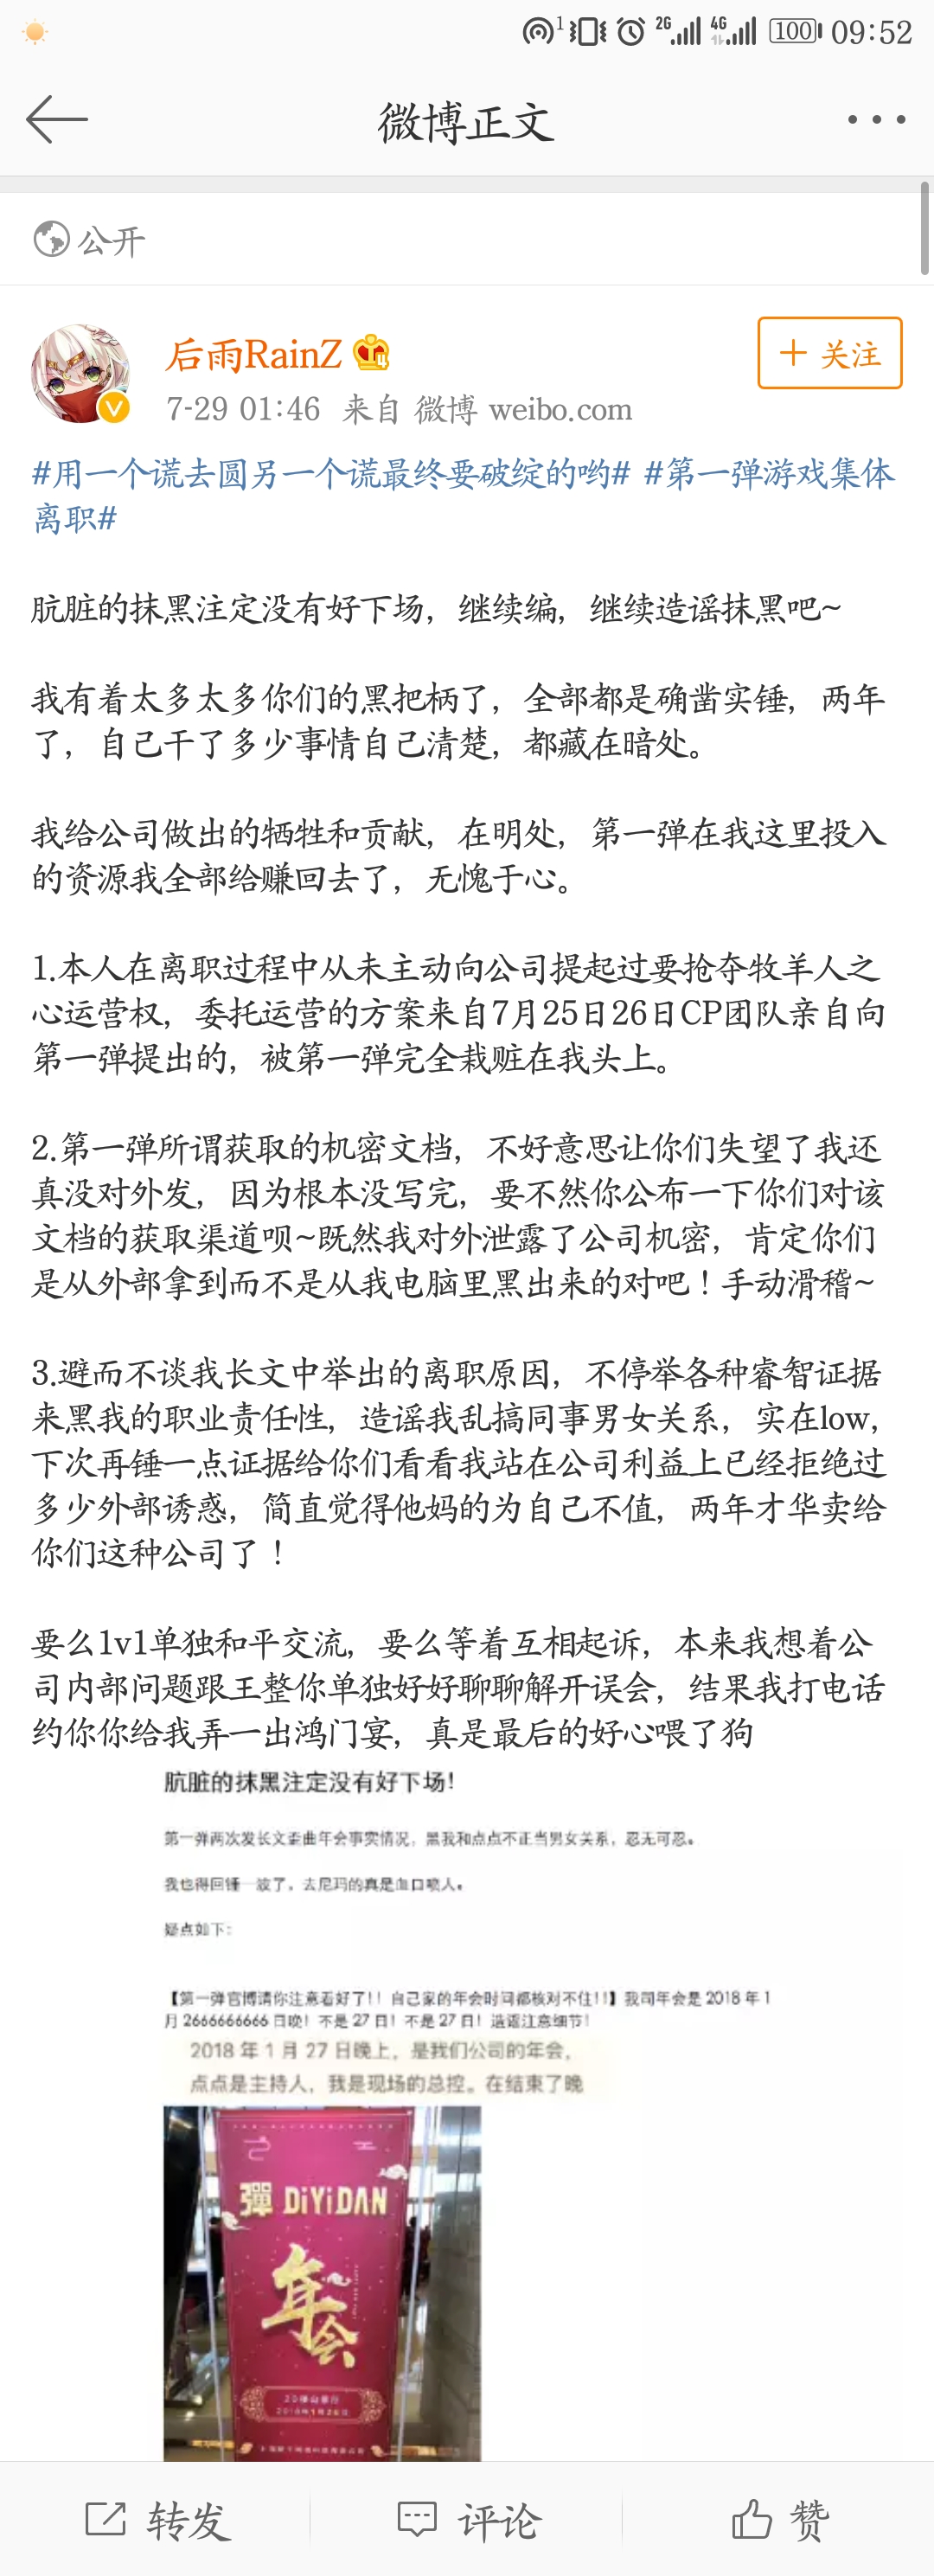 1 2G 4G 100 09:52
微博正文
公开
后雨RainZ
+ 关注
7-29 01:46 来自 微博 weibo.com
#用一个谎去圆另一个谎最终要破绽的哟# #第一弹游戏集体
离职#
肮脏的抹黑注定没有好下场，继续编，继续造谣抹黑吧~
我有着太多太多你们的黑把柄了，全部都是确凿实锤，两年
了，自己干了多少事情自己清楚，都藏在暗处。
我给公司做出的牺牲和贡献，在明处，第一弹在我这里投入
的资源我全部给赚回去了，无愧于心。
1.本人在离职过程中从未主动向公司提起过要抢夺牧羊人之
心运营权，委托运营的方案来自7月25日26日CP团队亲自向
第一弹提出的，被第一弹完全栽赃在我头上。
2.第一弹所谓获取的机密文档，不好意思让你们失望了我还
真没对外发，因为根本没写完，要不然你公布一下你们对该
文档的获取渠道呗~既然我对外泄露了公司机密，肯定你们
是从外部拿到而不是从我电脑里黑出来的对吧！手动滑稽~
3.避而不谈我长文中举出的离职原因，不停举各种睿智证据
来黑我的职业责任性，造谣我乱搞同事男女关系，实在low，
下次再锤一点证据给你们看看我站在公司利益上已经拒绝过
多少外部诱惑，简直觉得他妈的为自己不值，两年才华卖给
你们这种公司了！
要么1v1单独和平交流，要么等着互相起诉，本来我想着公
司内部问题跟王整你单独好好聊聊解开误会，结果我打电话
约你你给我弄一出鸿门宴，真是最后的好心喂了狗
肮脏的抹黑注定没有好下场！
第一弹两次发长文歪曲年会事实情况，黑我和点点不正当男女关系，忍无可忍。
我也得回锤一波了，去尼玛的真是血口喷人。
疑点如下：
【第一弹官博请你注意看好了！！自己家的年会时间都核对不住！！】我司年会是 2018 年 1
月 2666666666 日晚！不是 27 日！不是 27 日！造谣注意细节！
2018 年 1 月 27 日晚上，是我们公司的年会，
点点是主持人，我是现场的总控。在结束了晚
彈 DiYiDAN
年会
2018年1月26日
转发
评论
赞